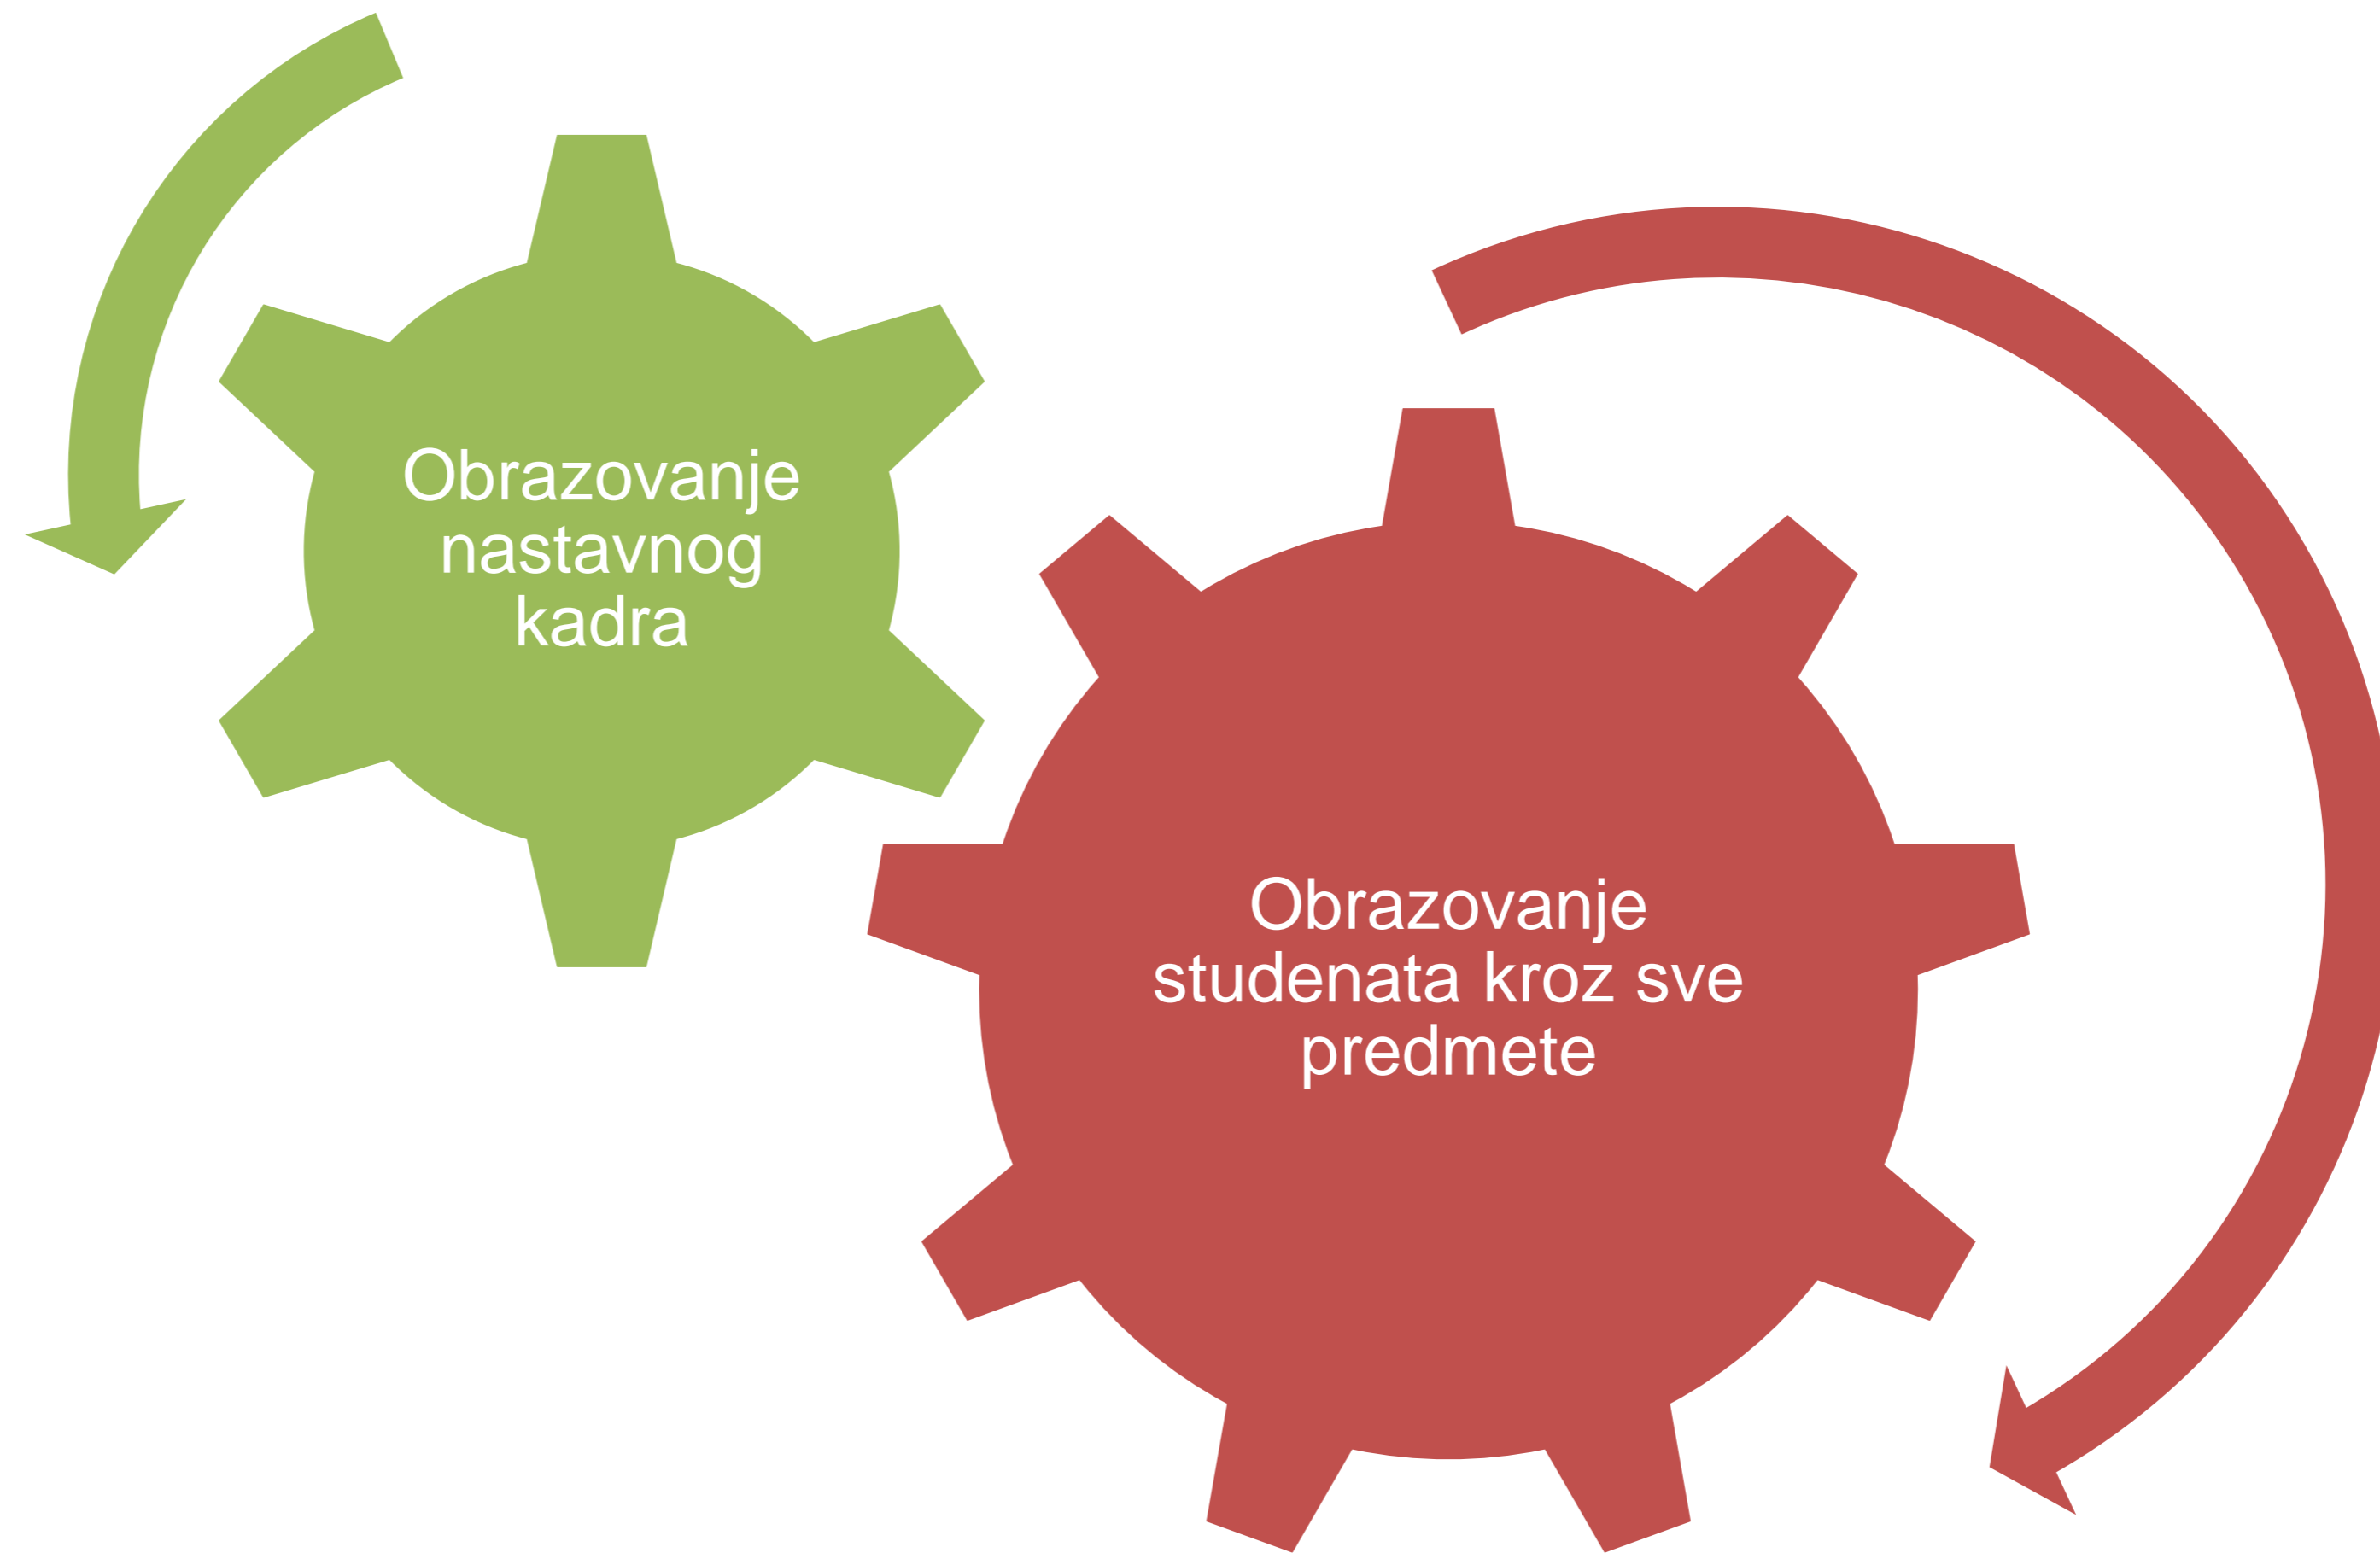 Obrazovanje
nastavnog
kadra
Obrazovanje
studenata kroz sve
predmete